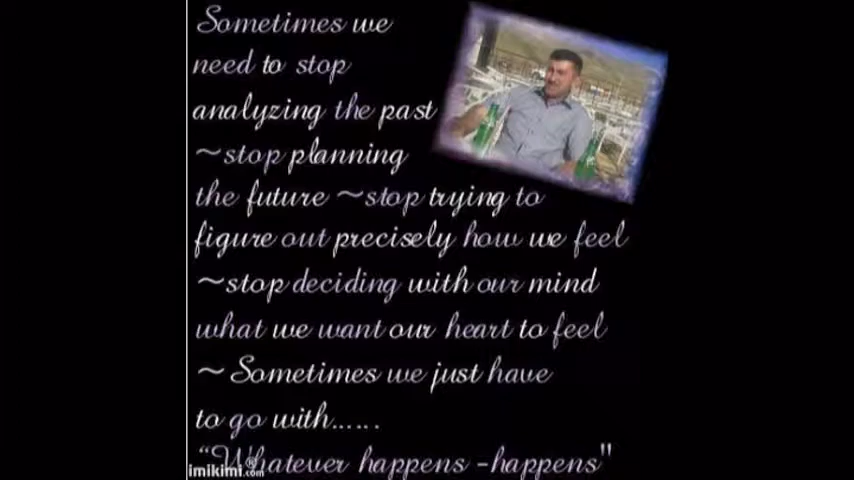 Sometimes we
need to stop
analyzing the past
~stop planning
the future ~stop trying to
figure out precisely how we feel
~stop deciding with our mind
what we want our heart to feel
~Sometimes we just have
to go with......
“Whatever happens -happens"
imikimi®.com